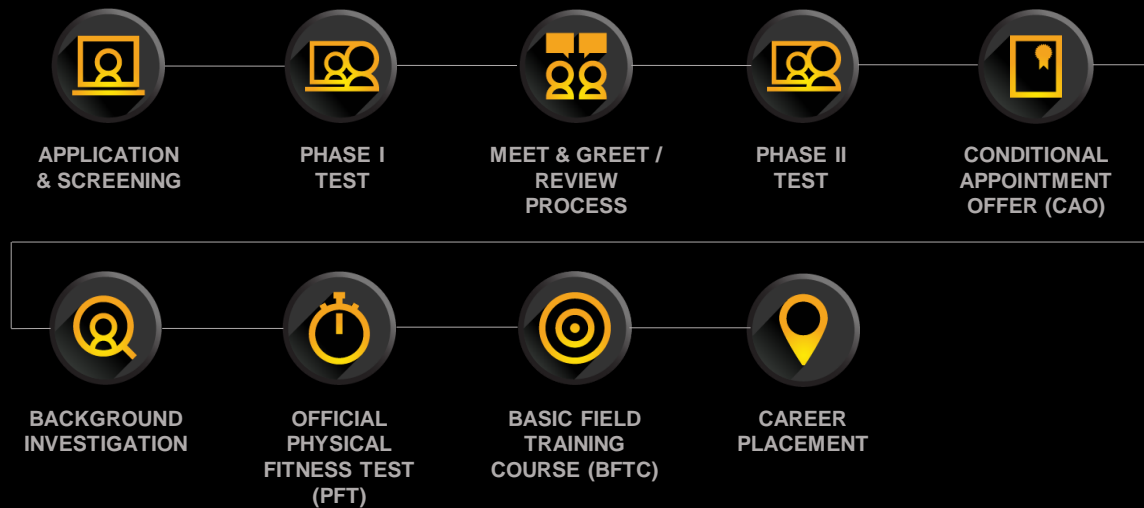 APPLICATION
& SCREENING
PHASE I
TEST
MEET & GREET /
REVIEW
PROCESS
PHASE II
TEST
CONDITIONAL
APPOINTMENT
OFFER (CAO)
BACKGROUND
INVESTIGATION
OFFICIAL
PHYSICAL
FITNESS TEST
(PFT)
BASIC FIELD
TRAINING
COURSE (BFTC)
CAREER
PLACEMENT